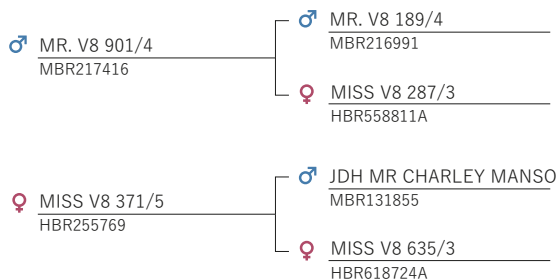 MR. V8 189/4
MBR216991
MR. V8 901/4
MBR217416
MISS V8 287/3
HBR558811A
JDH MR CHARLEY MANSO
MBR131855
MISS V8 371/5
HBR255769
MISS V8 635/3
HBR618724A